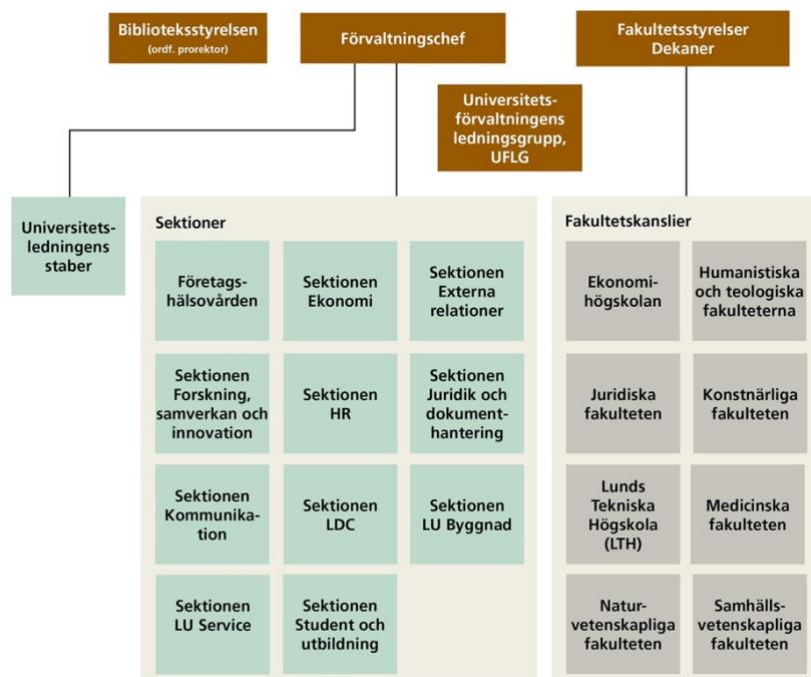 Biblioteksstyrelsen
(ordf. prorektor)
Förvaltningschef
Fakultetsstyrelser
Dekaner
Universitets-
förvaltningens
ledningsgrupp,
UFLG
Universitets-
ledningens
staber
Sektioner
Företags-
hälsovården
Sektionen
Ekonomi
Sektionen
Externa
relationer
Sektionen
Forskning,
samverkan och
innovation
Sektionen
HR
Sektionen
Juridik och
dokument-
hantering
Sektionen
Kommunika-
tion
Sektionen
LDC
Sektionen
LU Byggnad
Sektionen
LU Service
Sektionen
Student och
utbildning
Fakultetskanslier
Ekonomi-
högskolan
Humanistiska
och teologiska
fakulteterna
Juridiska
fakulteten
Konstnärliga
fakulteten
Lunds
Tekniska
Högskola
(LTH)
Medicinska
fakulteten
Natur-
vetenskapliga
fakulteten
Samhälls-
vetenskapliga
fakulteten